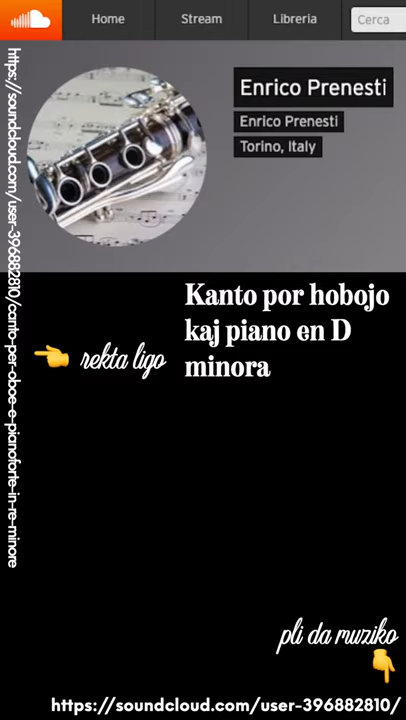 Home Stream Libreria Cerca
Enrico Prenesti
Enrico Prenesti
Torino, Italy
https://soundcloud.com/user-396882810/canto-per-oboe-e-pianoforte-in-re-minore
Kanto por hobojo
kaj piano en D
minora
👈 rekta ligo
pli da muziko
👇
https://soundcloud.com/user-396882810/